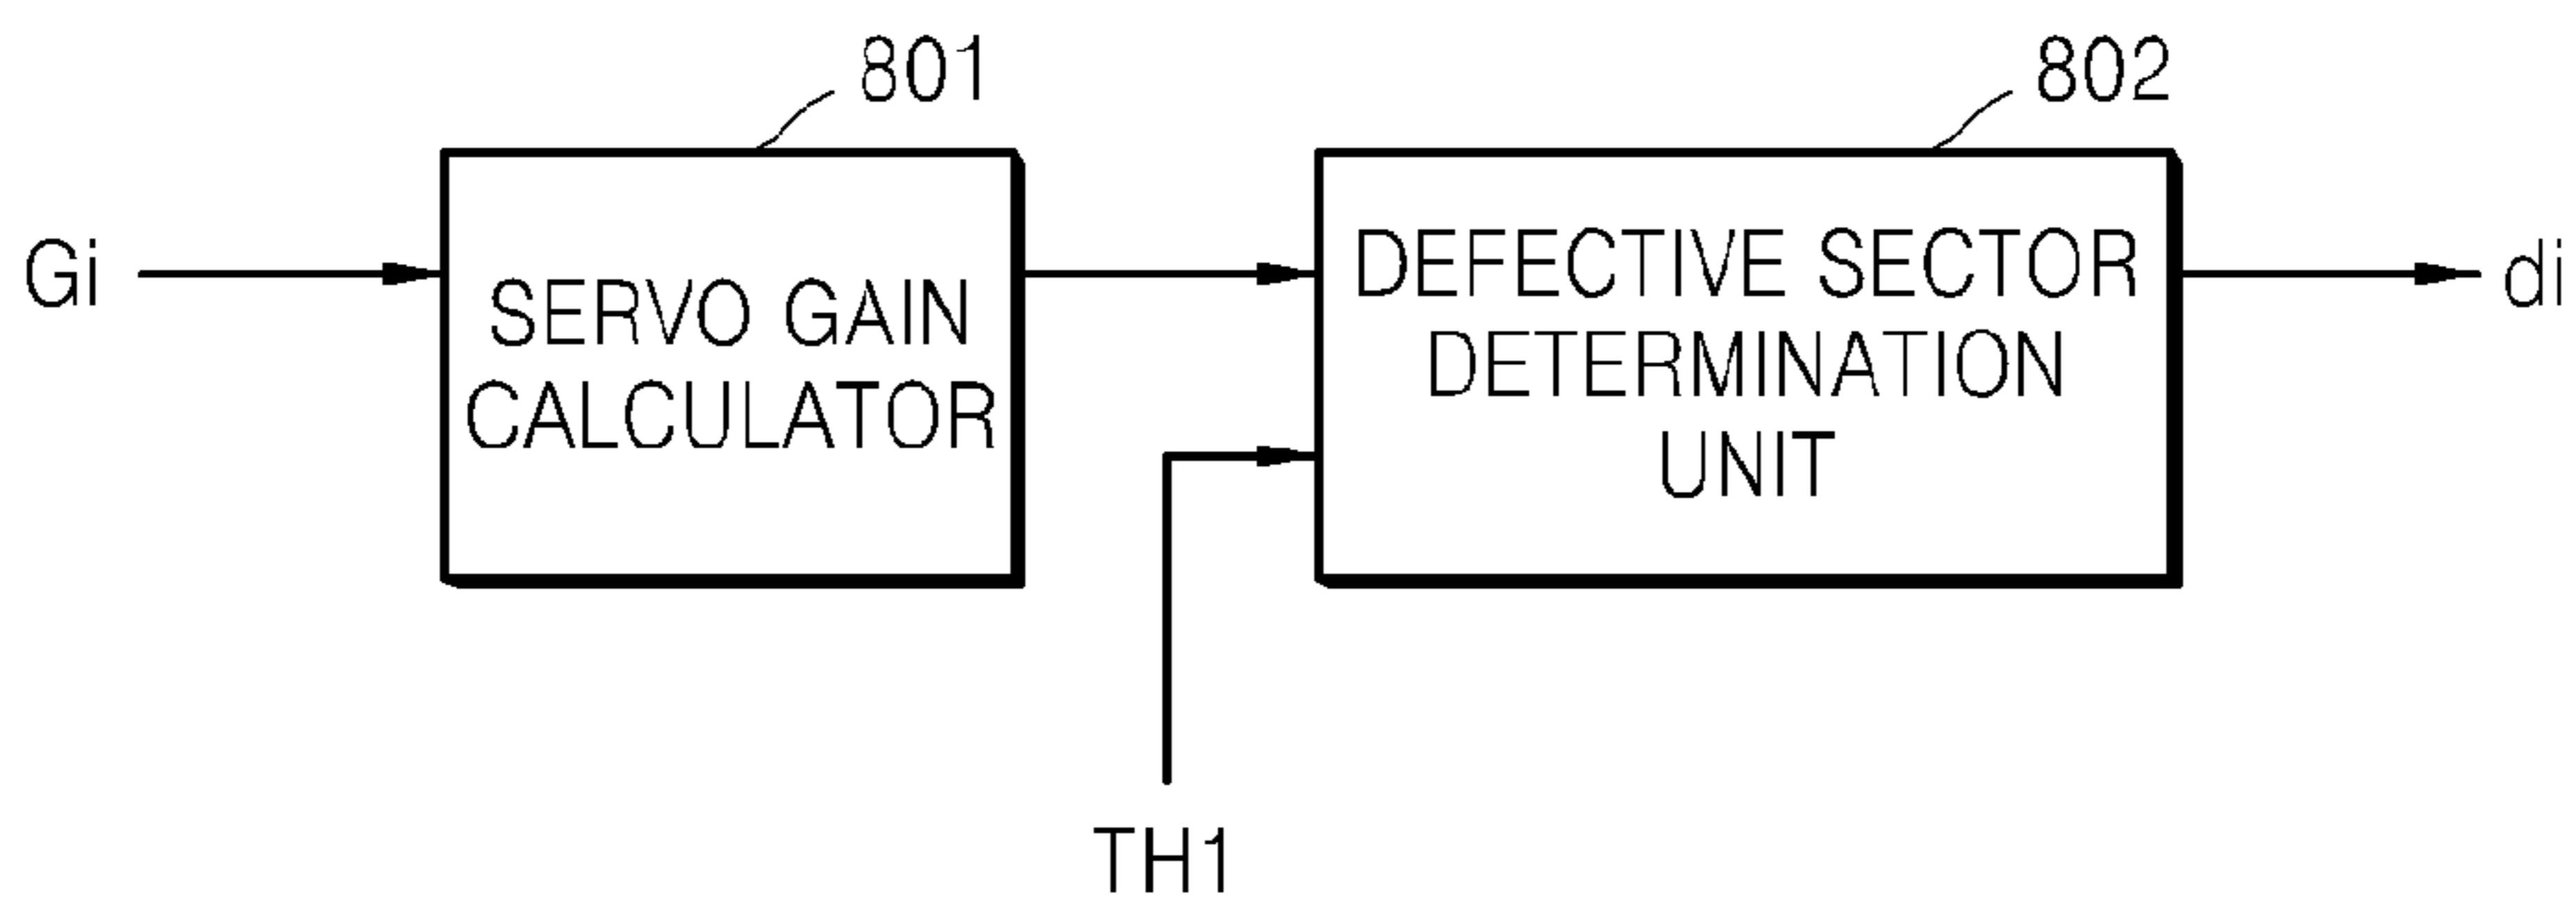 801
802
Gi
SERVO GAIN
CALCULATOR
DEFECTIVE SECTOR
DETERMINATION
UNIT
di
TH1